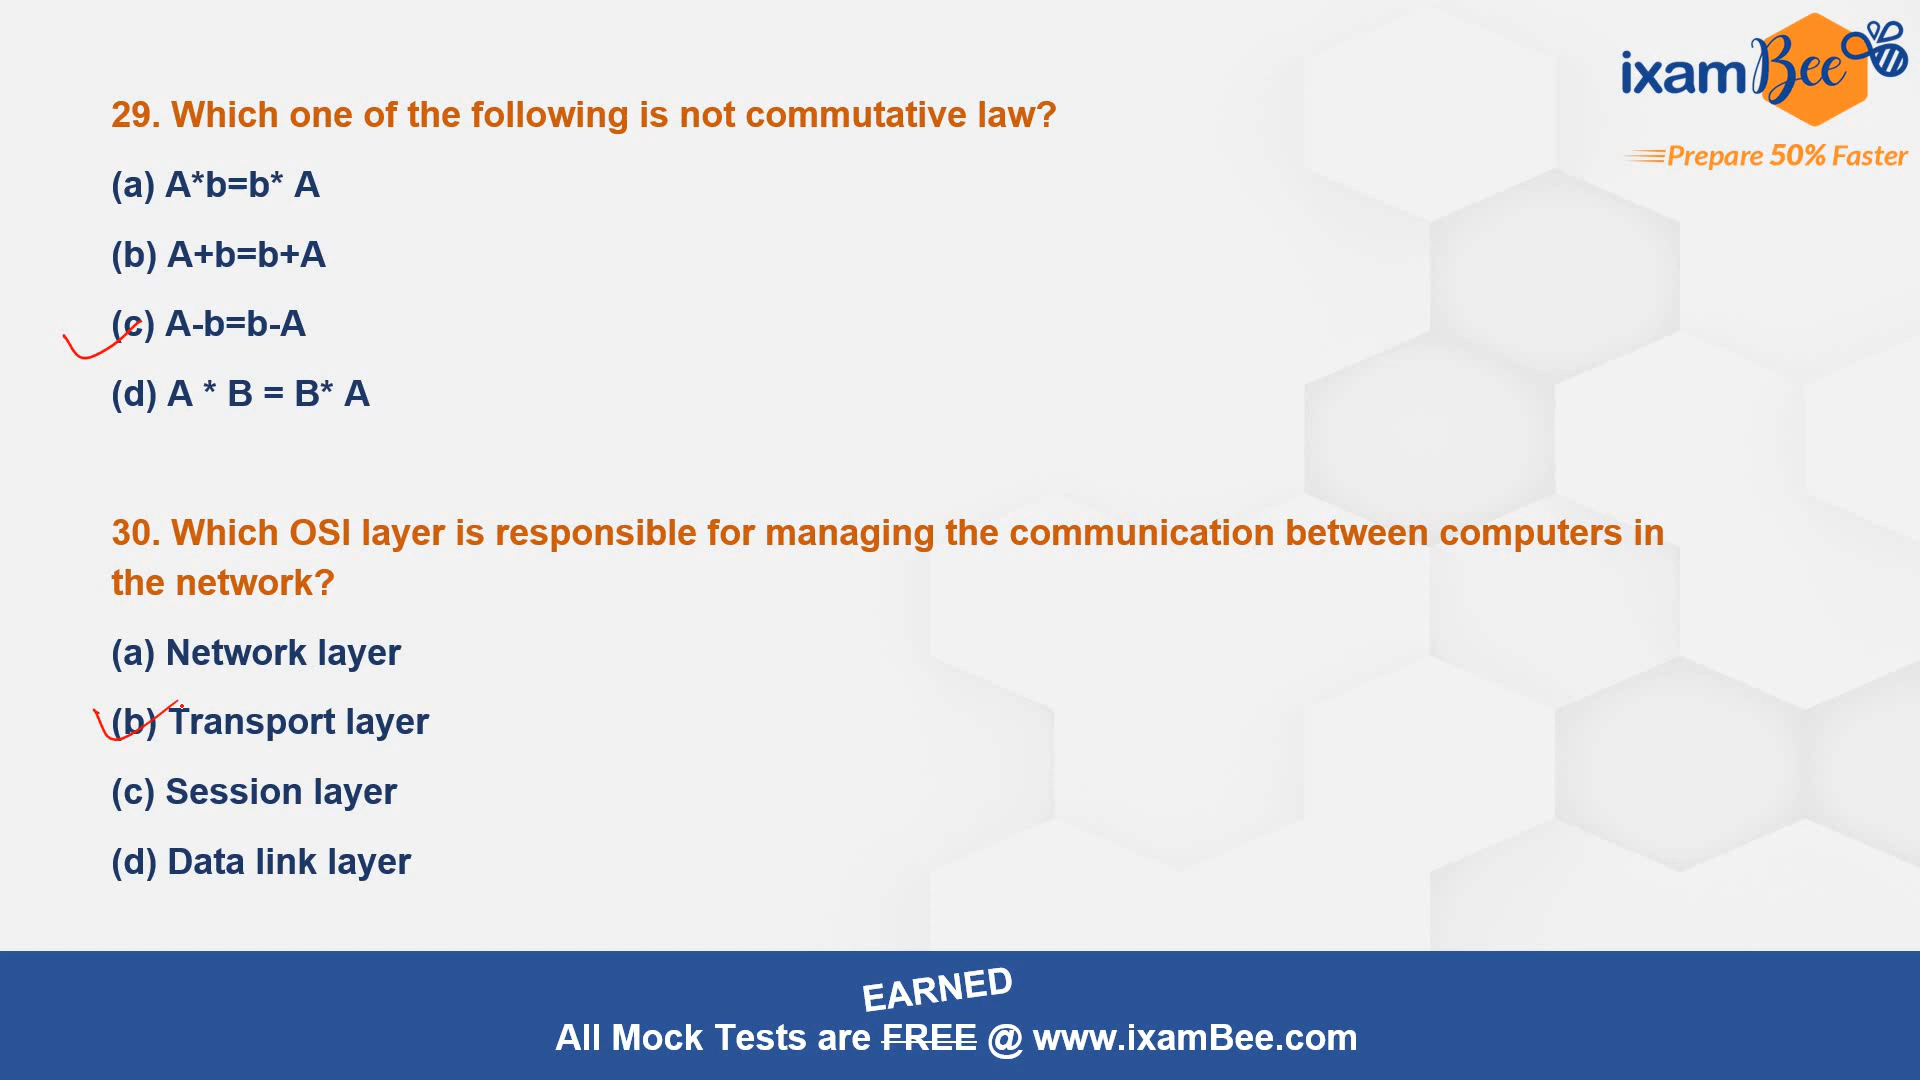 ixamBee
Prepare 50% Faster
29. Which one of the following is not commutative law?
(a) A*b=b* A
(b) A+b=b+A
(c) A-b=b-A
(d) A * B = B* A
30. Which OSI layer is responsible for managing the communication between computers in
the network?
(a) Network layer
(b) Transport layer
(c) Session layer
(d) Data link layer
EARNED
All Mock Tests are FREE @ www.ixamBee.com